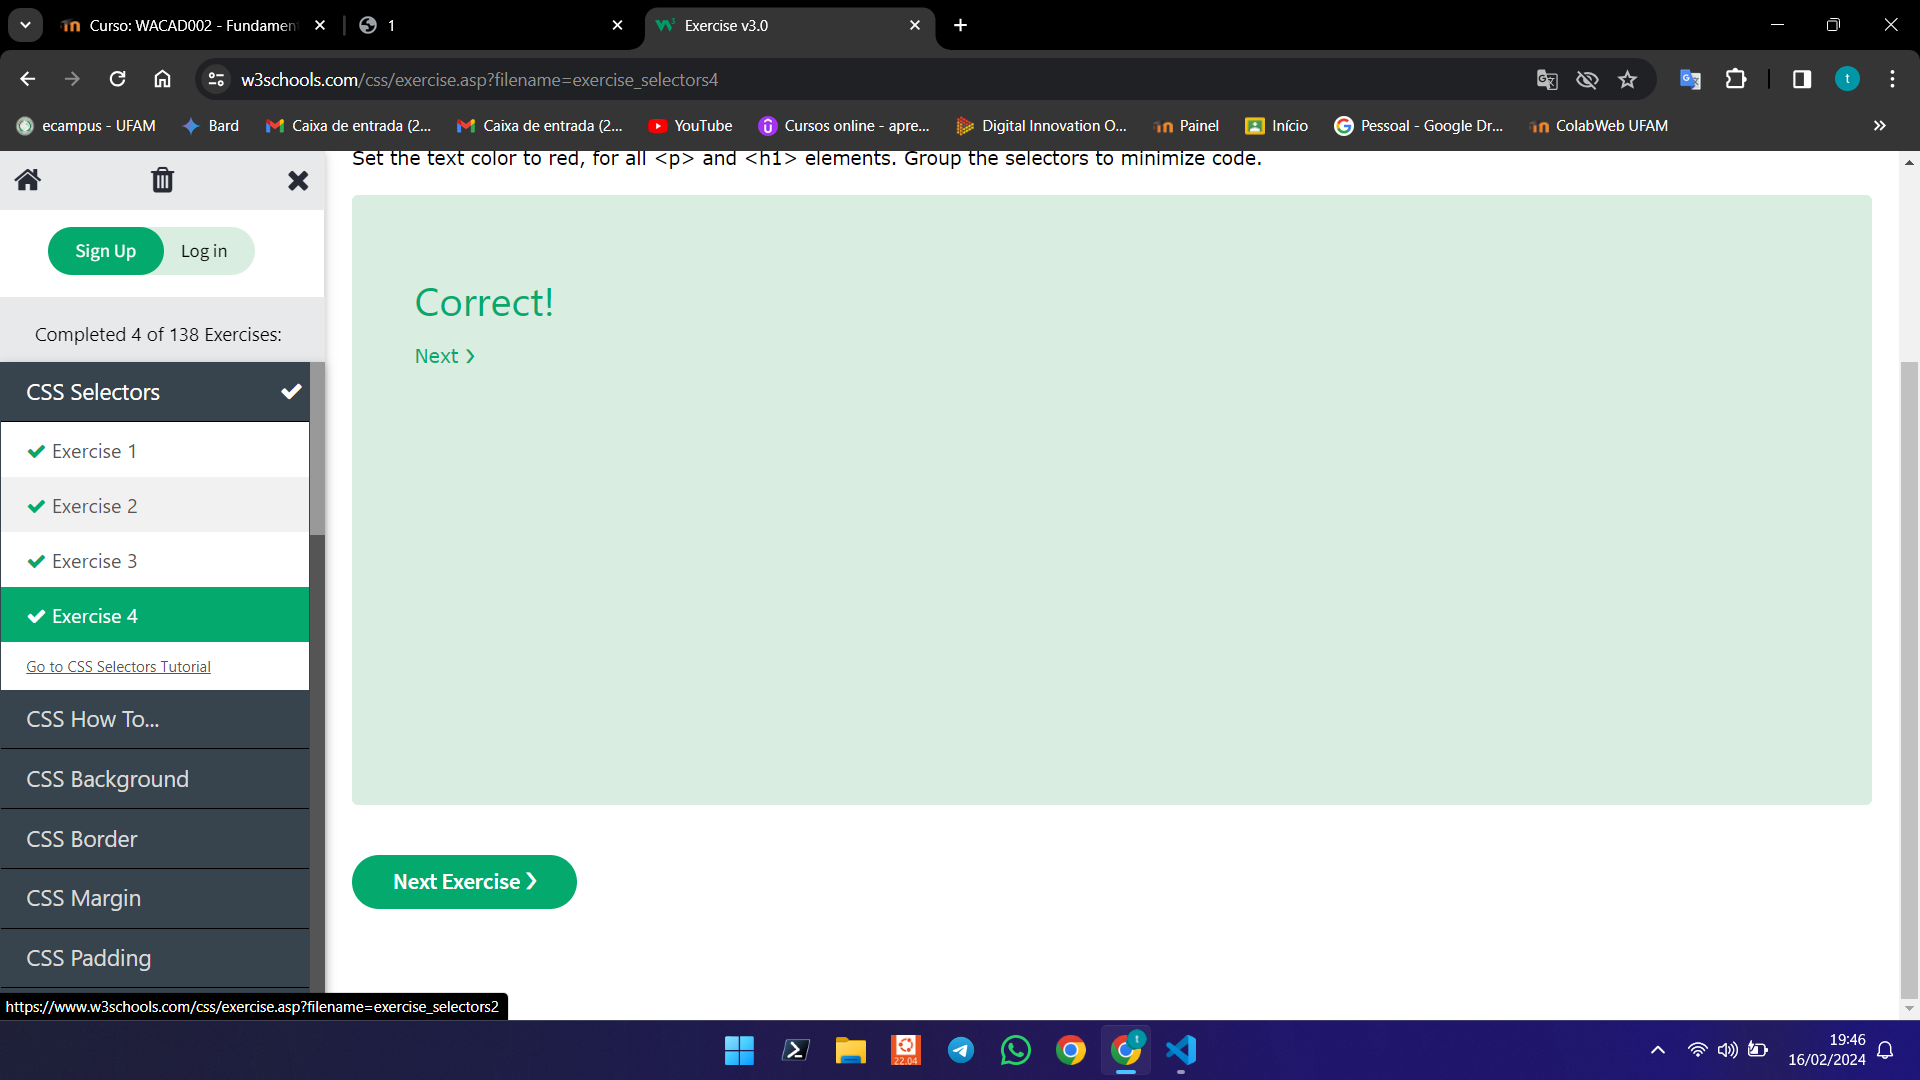 Curso: WACAD002 - Fundamen
1
Exercise v3.0
w3schools.com/css/exercise.asp?filename=exercise_selectors4
ecampus - UFAM
Bard
Caixa de entrada (2...
Caixa de entrada (2...
YouTube
Cursos online - apre...
Digital Innovation O...
Painel
Início
Pessoal - Google Dr...
ColabWeb UFAM
Set the text color to red, for all <p> and <h1> elements. Group the selectors to minimize code.
Sign Up
Log in
Completed 4 of 138 Exercises:
CSS Selectors
Exercise 1
Exercise 2
Exercise 3
Exercise 4
Go to CSS Selectors Tutorial
CSS How To...
CSS Background
CSS Border
CSS Margin
CSS Padding
Correct!
Next ❯
Next Exercise ❯
https://www.w3schools.com/css/exercise.asp?filename=exercise_selectors2
22.04
t
t
19:46
16/02/2024